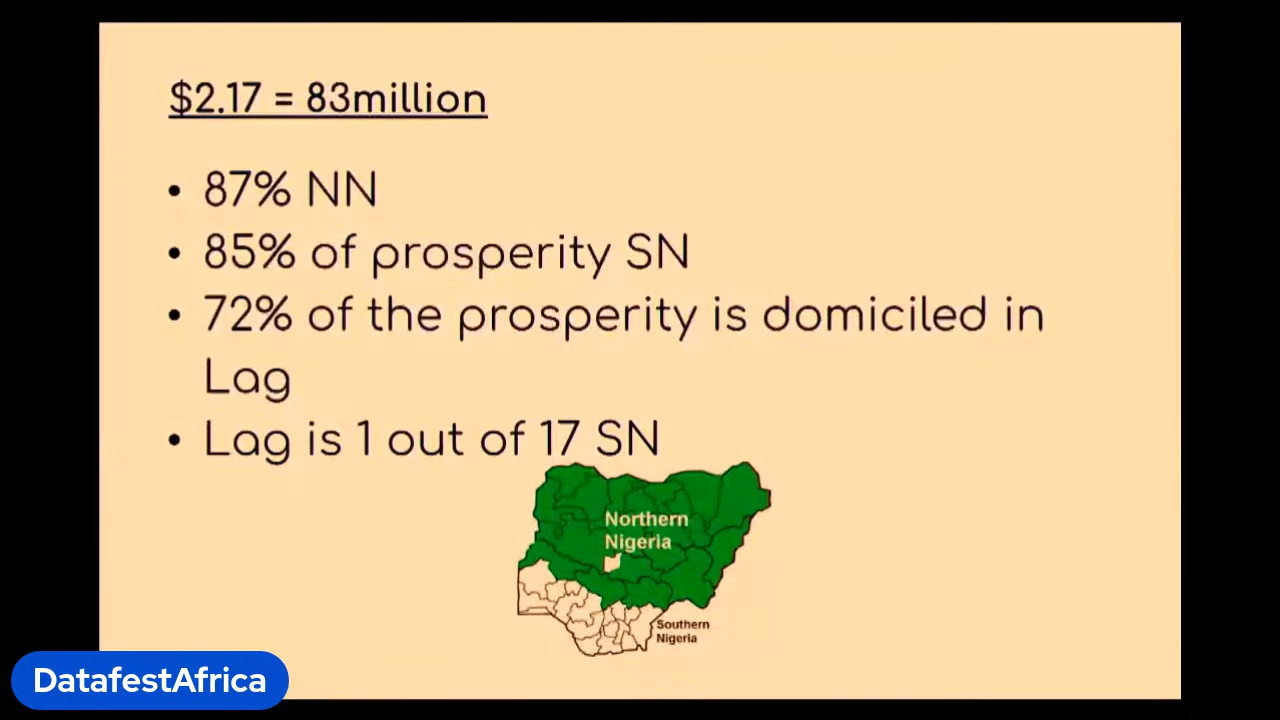 $2.17 = 83million
• 87% NN
• 85% of prosperity SN
• 72% of the prosperity is domiciled in
Lag
• Lag is 1 out of 17 SN
Northern
Nigeria
Southern
Nigeria
DatafestAfrica